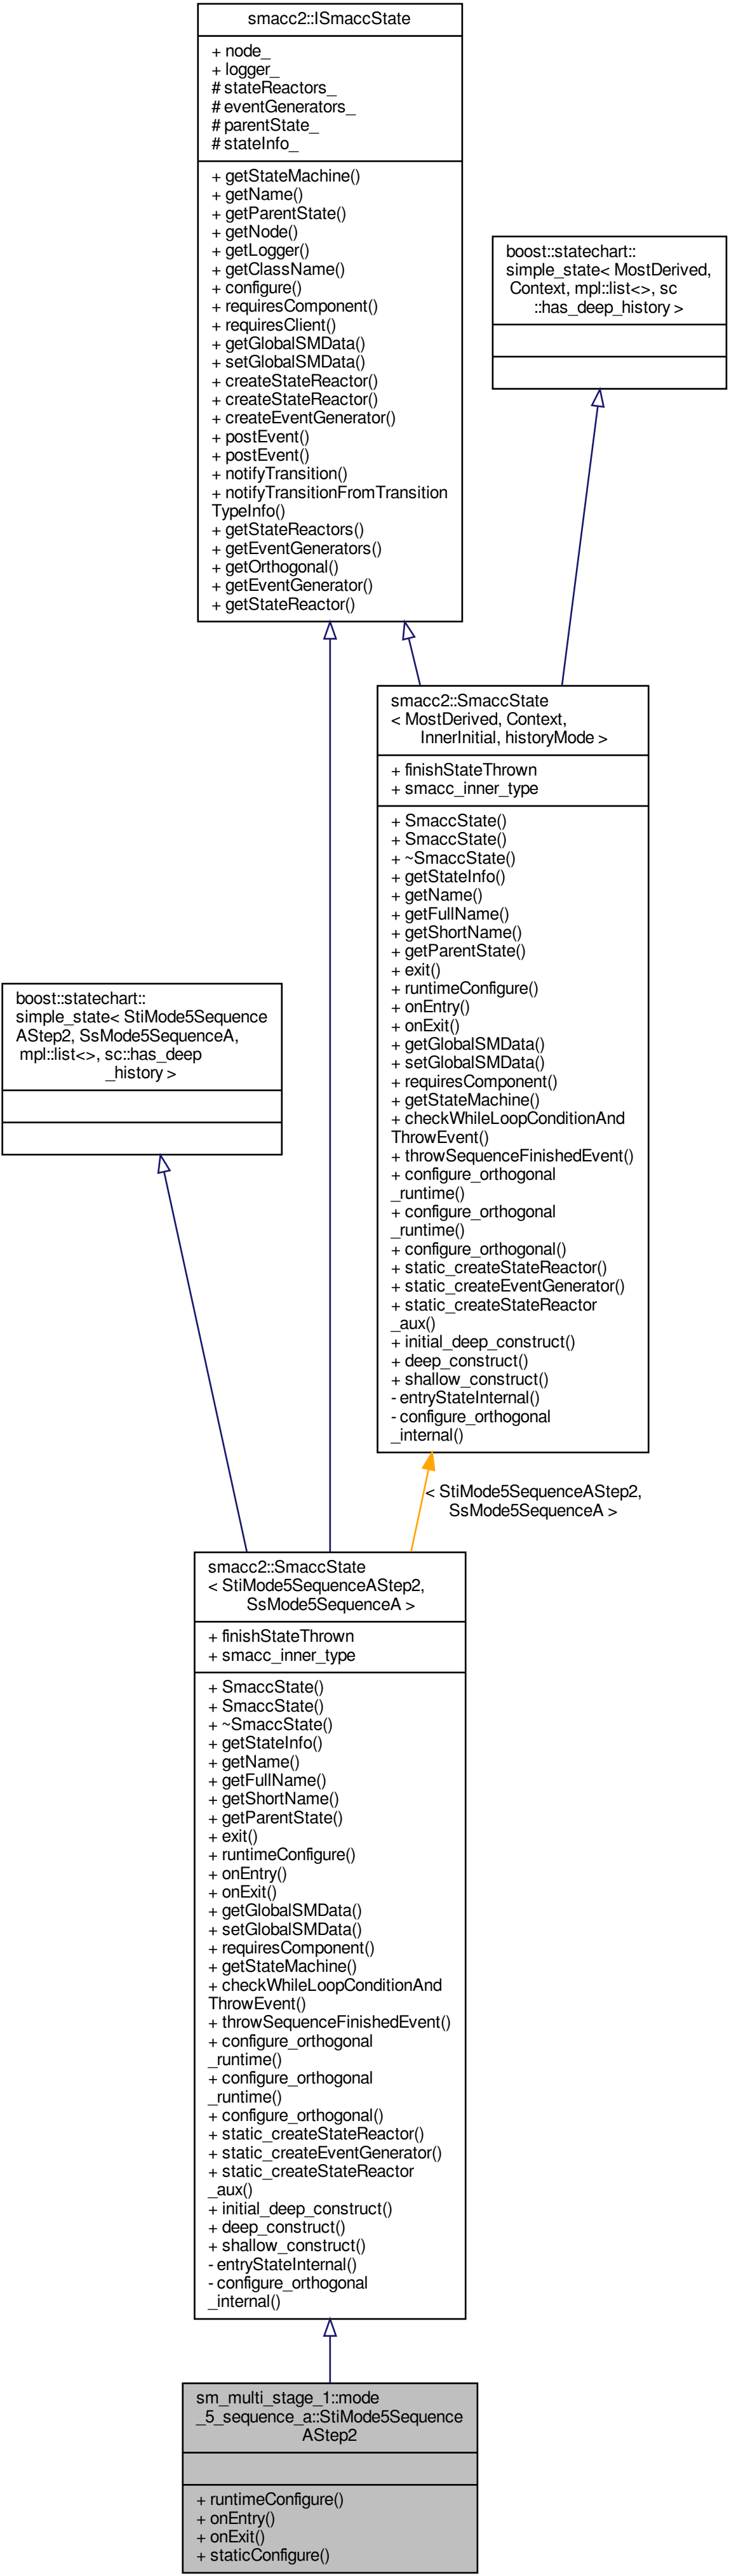 smacc2::ISmaccState
+ node_
+ logger_
# stateReactors_
# eventGenerators_
# parentState_
# stateInfo_
+ getStateMachine()
+ getName()
+ getParentState()
+ getNode()
+ getLogger()
+ getClassName()
+ configure()
+ requiresComponent()
+ requiresClient()
+ getGlobalSMData()
+ setGlobalSMData()
+ createStateReactor()
+ createStateReactor()
+ createEventGenerator()
+ postEvent()
+ postEvent()
+ notifyTransition()
+ notifyTransitionFromTransition
TypeInfo()
+ getStateReactors()
+ getEventGenerators()
+ getOrthogonal()
+ getEventGenerator()
+ getStateReactor()
boost::statechart::
simple_state< MostDerived,
Context, mpl::list<>, sc
::has_deep_history >
smacc2::SmaccState
< MostDerived, Context,
InnerInitial, historyMode >
+ finishStateThrown
+ smacc_inner_type
+ SmaccState()
+ SmaccState()
+ ~SmaccState()
+ getStateInfo()
+ getName()
+ getFullName()
+ getShortName()
+ getParentState()
+ exit()
+ runtimeConfigure()
+ onEntry()
+ onExit()
+ getGlobalSMData()
+ setGlobalSMData()
+ requiresComponent()
+ getStateMachine()
+ checkWhileLoopConditionAnd
ThrowEvent()
+ throwSequenceFinishedEvent()
+ configure_orthogonal
_runtime()
+ configure_orthogonal
_runtime()
+ configure_orthogonal()
+ static_createStateReactor()
+ static_createEventGenerator()
+ static_createStateReactor
_aux()
+ initial_deep_construct()
+ deep_construct()
+ shallow_construct()
- entryStateInternal()
- configure_orthogonal
_internal()
boost::statechart::
simple_state< StiMode5Sequence
AStep2, SsMode5SequenceA,
mpl::list<>, sc::has_deep
_history >
< StiMode5SequenceAStep2,
SsMode5SequenceA >
smacc2::SmaccState
< StiMode5SequenceAStep2,
SsMode5SequenceA >
+ finishStateThrown
+ smacc_inner_type
+ SmaccState()
+ SmaccState()
+ ~SmaccState()
+ getStateInfo()
+ getName()
+ getFullName()
+ getShortName()
+ getParentState()
+ exit()
+ runtimeConfigure()
+ onEntry()
+ onExit()
+ getGlobalSMData()
+ setGlobalSMData()
+ requiresComponent()
+ getStateMachine()
+ checkWhileLoopConditionAnd
ThrowEvent()
+ throwSequenceFinishedEvent()
+ configure_orthogonal
_runtime()
+ configure_orthogonal
_runtime()
+ configure_orthogonal()
+ static_createStateReactor()
+ static_createEventGenerator()
+ static_createStateReactor
_aux()
+ initial_deep_construct()
+ deep_construct()
+ shallow_construct()
- entryStateInternal()
- configure_orthogonal
_internal()
sm_multi_stage_1::mode
_5_sequence_a::StiMode5Sequence
AStep2
+ runtimeConfigure()
+ onEntry()
+ onExit()
+ staticConfigure()